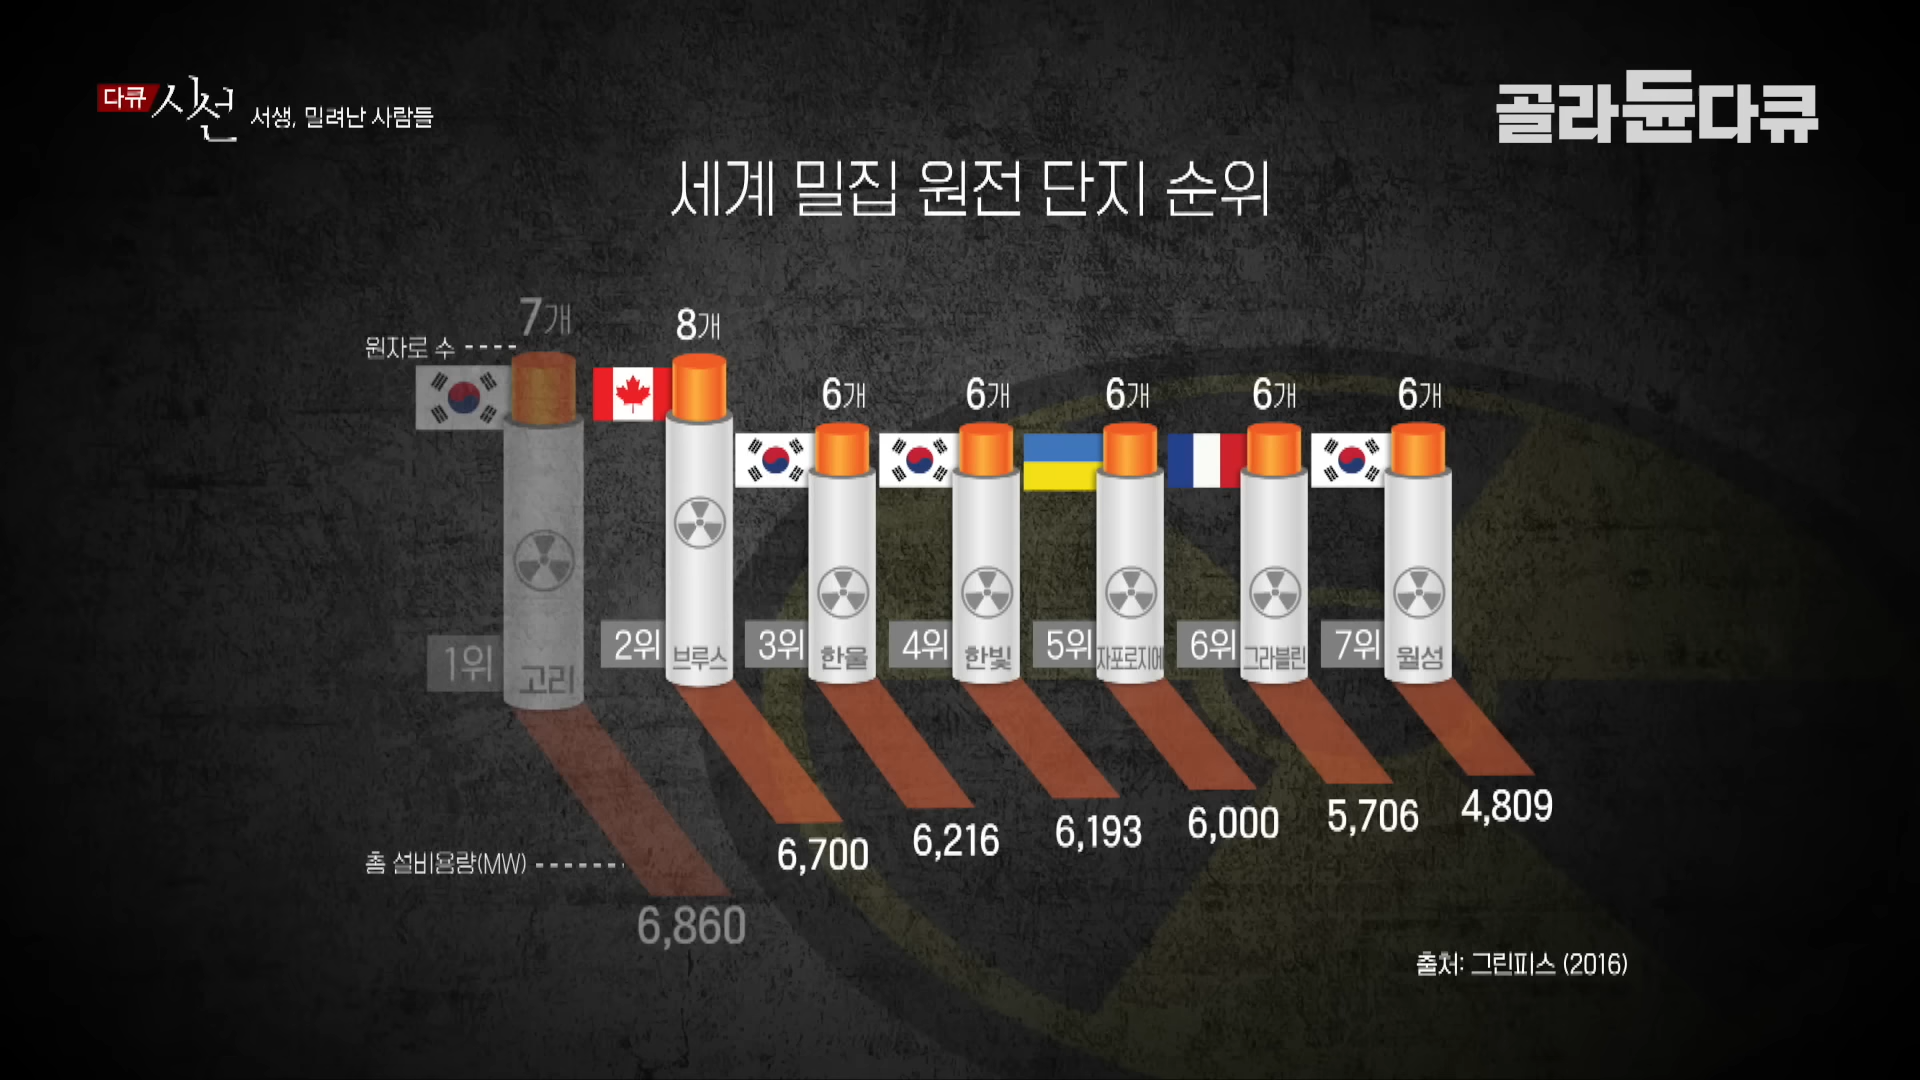 다큐 시선 서생, 밀려난 사람들
골라둔다큐
세계 밀집 원전 단지 순위
원자로 수
7개
8개
6개
6개
6개
6개
6개
1위 고리
2위 브루스
3위 한울
4위 한빛
5위 자포로지에
6위 그라블린
7위 월성
총 설비용량(MW)
6,860
6,700
6,216
6,193
6,000
5,706
4,809
출처: 그린피스 (2016)